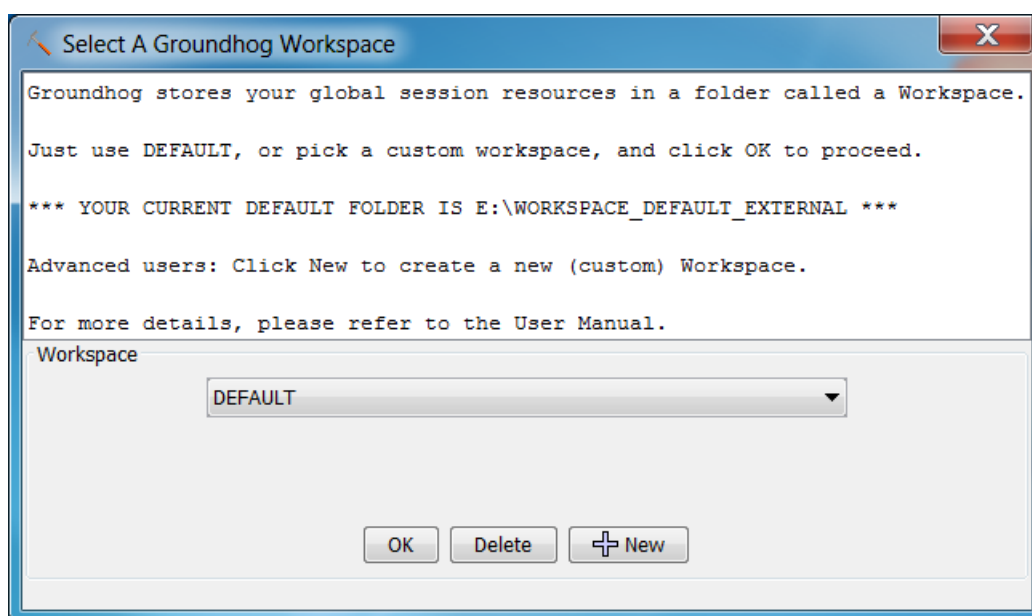 Select A Groundhog Workspace
Groundhog stores your global session resources in a folder called a Workspace.
Just use DEFAULT, or pick a custom workspace, and click OK to proceed.
*** YOUR CURRENT DEFAULT FOLDER IS E:\WORKSPACE_DEFAULT_EXTERNAL ***
Advanced users: Click New to create a new (custom) Workspace.
For more details, please refer to the User Manual.
Workspace
DEFAULT
OK Delete New